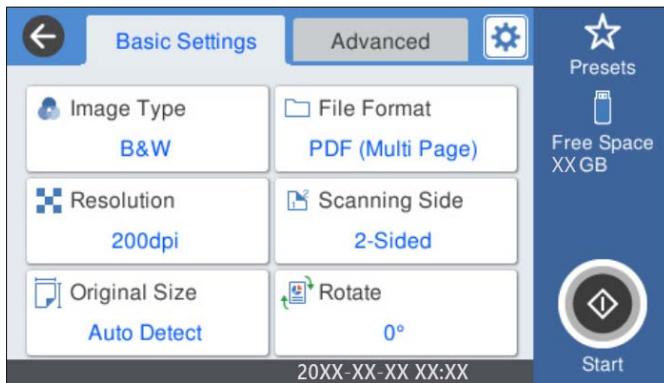 Basic Settings
Advanced
Presets
Image Type
B&W
File Format
PDF (Multi Page)
Free Space
XX GB
Resolution
200dpi
Scanning Side
2-Sided
Original Size
Auto Detect
Rotate
0°
Start
20XX-XX-XX XX:XX